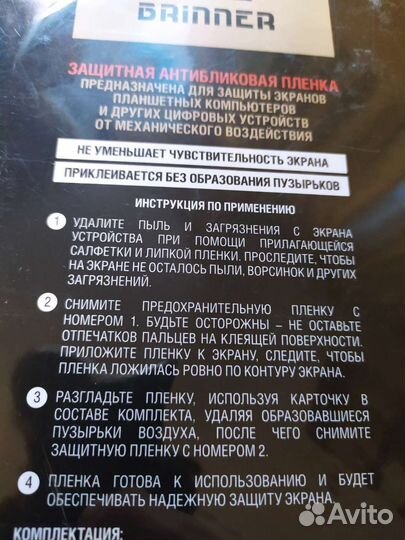 BRINNER
ЗАЩИТНАЯ АНТИБЛИКОВАЯ ПЛЕНКА
ПРЕДНАЗНАЧЕНА ДЛЯ ЗАЩИТЫ ЭКРАНОВ
ПЛАНШЕТНЫХ КОМПЬЮТЕРОВ
И ДРУГИХ ЦИФРОВЫХ УСТРОЙСТВ
ОТ МЕХАНИЧЕСКОГО ВОЗДЕЙСТВИЯ
НЕ УМЕНЬШАЕТ ЧУВСТВИТЕЛЬНОСТЬ ЭКРАНА
ПРИКЛЕИВАЕТСЯ БЕЗ ОБРАЗОВАНИЯ ПУЗЫРЬКОВ
ИНСТРУКЦИЯ ПО ПРИМЕНЕНИЮ
1 УДАЛИТЕ ПЫЛЬ И ЗАГРЯЗНЕНИЯ С ЭКРАНА
УСТРОЙСТВА ПРИ ПОМОЩИ ПРИЛАГАЮЩЕЙСЯ
САЛФЕТКИ И ЛИПКОЙ ПЛЕНКИ. ПРОСЛЕДИТЕ, ЧТОБЫ
НА ЭКРАНЕ НЕ ОСТАЛОСЬ ПЫЛИ, ВОРСИНОК И ДРУГИХ
ЗАГРЯЗНЕНИЙ.
2 СНИМИТЕ ПРЕДОХРАНИТЕЛЬНУЮ ПЛЕНКУ С
НОМЕРОМ 1. БУДЬТЕ ОСТОРОЖНЫ – НЕ ОСТАВЬТЕ
ОТПЕЧАТКОВ ПАЛЬЦЕВ НА КЛЕЯЩЕЙ ПОВЕРХНОСТИ.
ПРИЛОЖИТЕ ПЛЕНКУ К ЭКРАНУ, СЛЕДИТЕ, ЧТОБЫ
ПЛЕНКА ЛОЖИЛАСЬ РОВНО ПО КОНТУРУ ЭКРАНА.
3 РАЗГЛАДЬТЕ ПЛЕНКУ, ИСПОЛЬЗУЯ КАРТОЧКУ В
СОСТАВЕ КОМПЛЕКТА, УДАЛЯЯ ОБРАЗОВАВШИЕСЯ
ПУЗЫРЬКИ ВОЗДУХА, ПОСЛЕ ЧЕГО СНИМИТЕ
ЗАЩИТНУЮ ПЛЕНКУ С НОМЕРОМ 2.
4 ПЛЕНКА ГОТОВА К ИСПОЛЬЗОВАНИЮ И БУДЕТ
ОБЕСПЕЧИВАТЬ НАДЕЖНУЮ ЗАЩИТУ ЭКРАНА.
КОМПЛЕКТАЦИЯ:
Avito